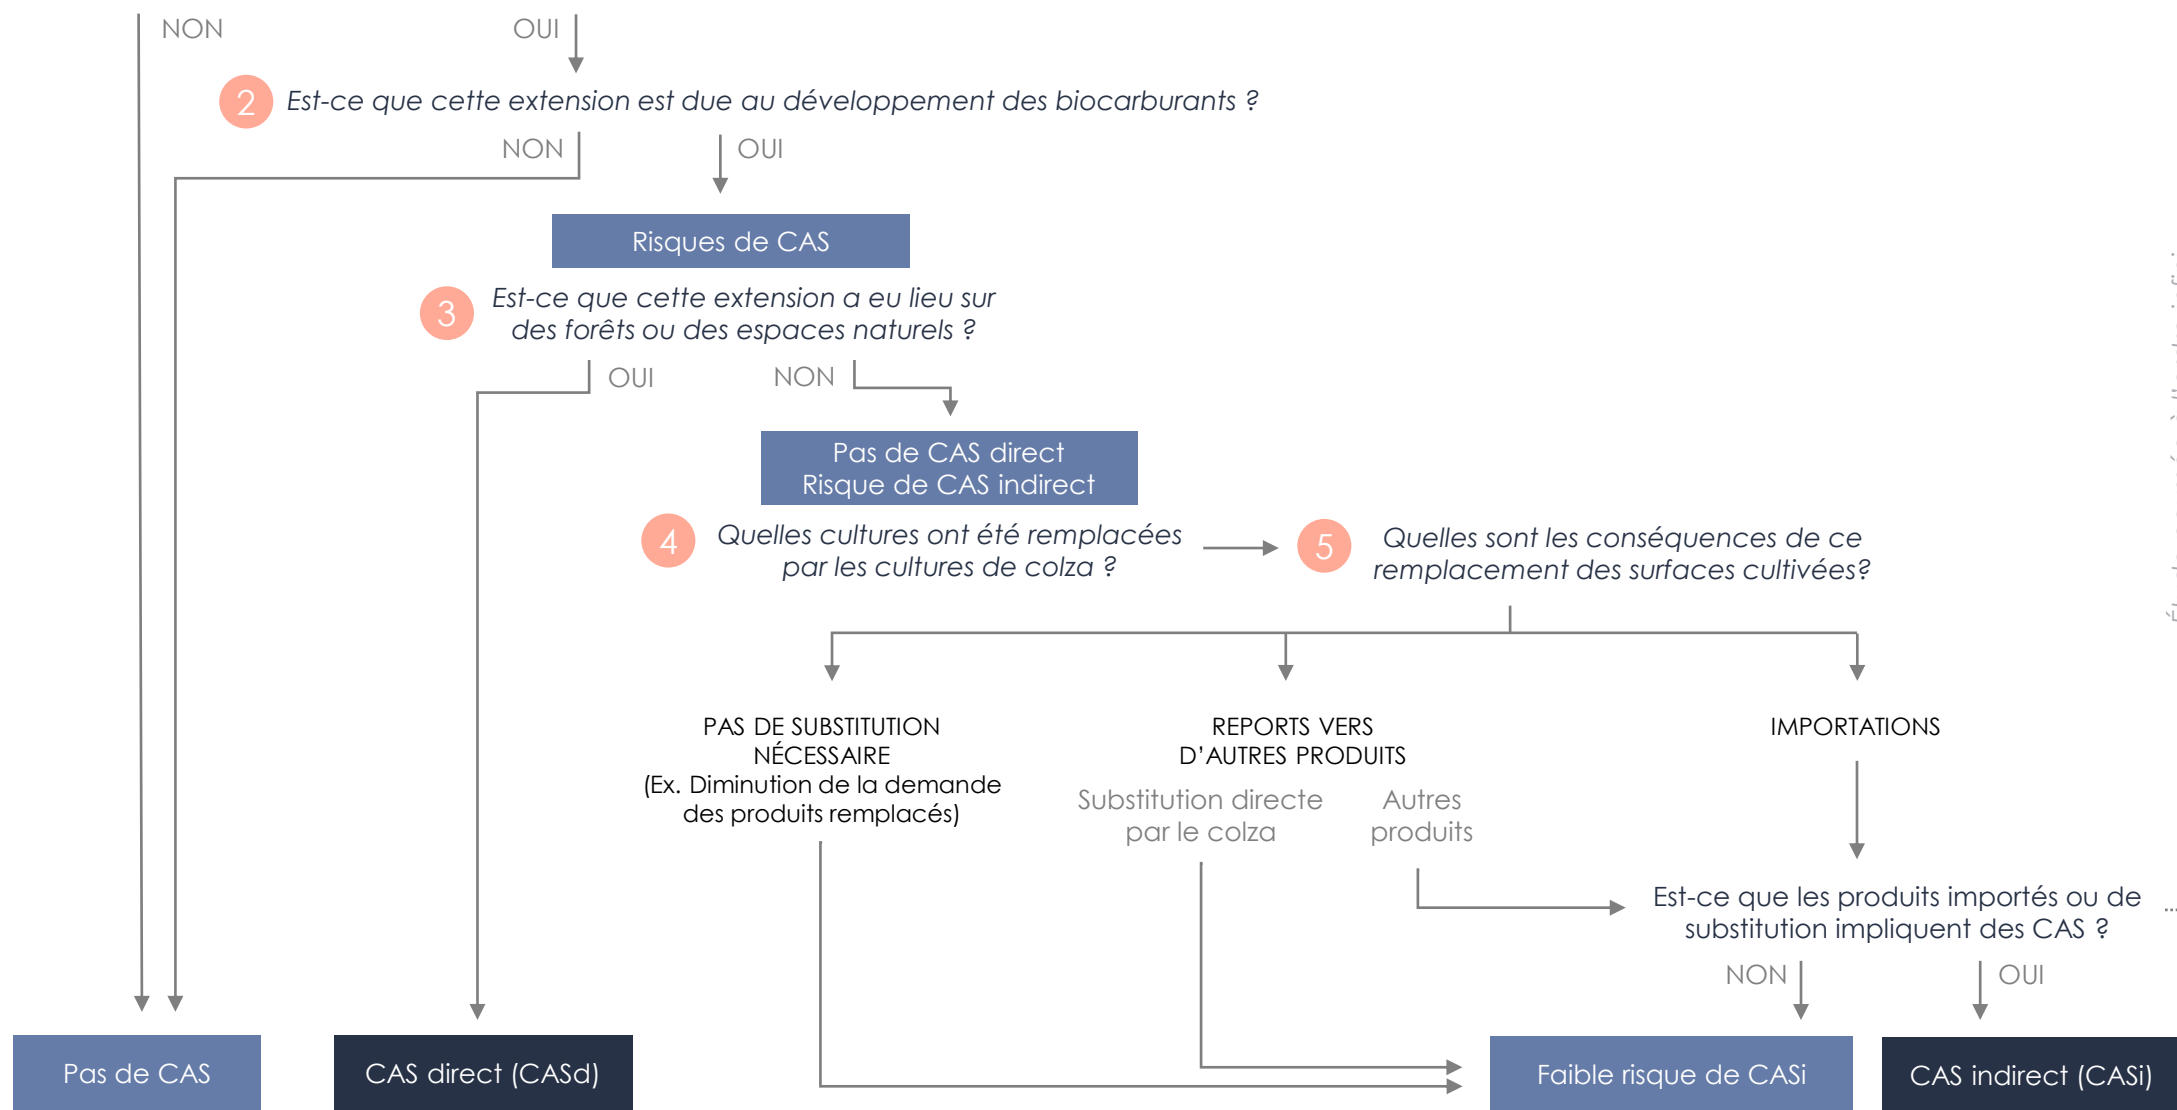 NON
OUI
2
Est-ce que cette extension est due au développement des biocarburants ?
NON
OUI
Risques de CAS
3
Est-ce que cette extension a eu lieu sur
des forêts ou des espaces naturels ?
OUI
NON
Pas de CAS direct
Risque de CAS indirect
4
Quelles cultures ont été remplacées
par les cultures de colza ?
5
Quelles sont les conséquences de ce
remplacement des surfaces cultivées?
PAS DE SUBSTITUTION
NÉCESSAIRE
(Ex. Diminution de la demande
des produits remplacés)
REPORTS VERS
D’AUTRES PRODUITS
Substitution directe
par le colza
Autres
produits
IMPORTATIONS
Est-ce que les produits importés ou de
substitution impliquent des CAS ?
NON
OUI
Pas de CAS
CAS direct (CASd)
Faible risque de CASi
CAS indirect (CASi)